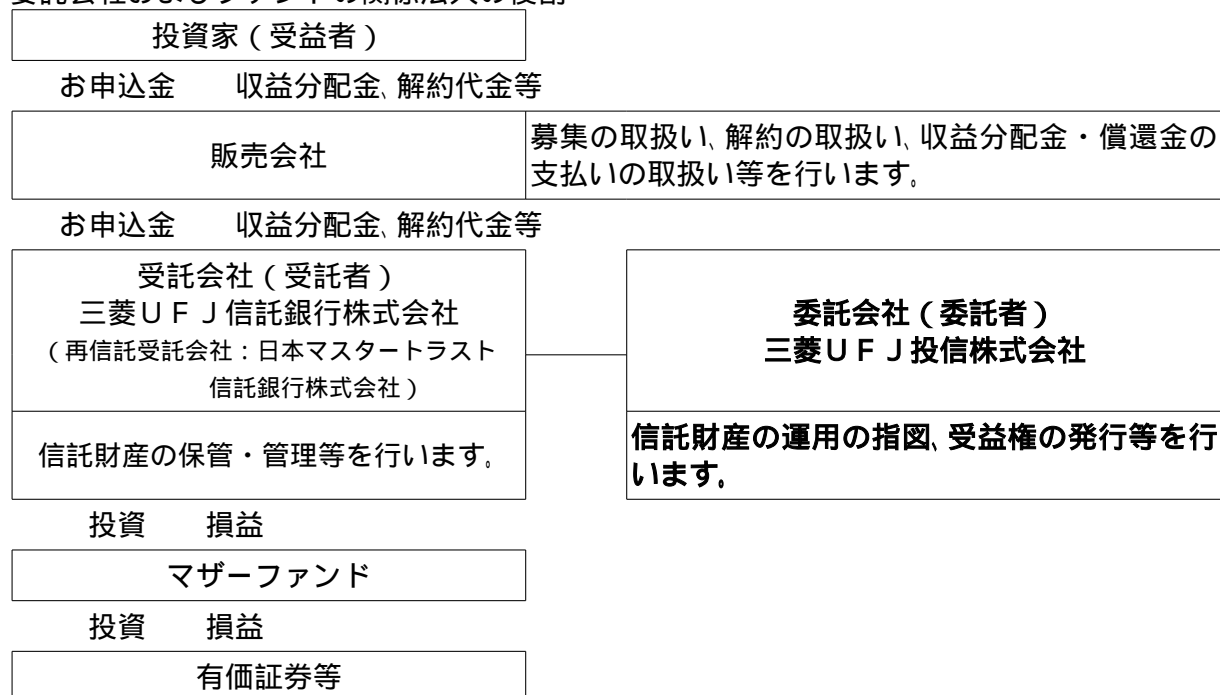 投資家(受益者)
お申込金 収益分配金、解約代金等
販売会社
募集の取扱い、解約の取扱い、収益分配金・償還金の
支払いの取扱い等を行います。
お申込金 収益分配金、解約代金等
受託会社(受託者)
三菱UFJ信託銀行株式会社
(再信託受託会社:日本マスタートラスト
信託銀行株式会社)
委託会社(委託者)
三菱UFJ投信株式会社
信託財産の保管・管理等を行います。
信託財産の運用の指図、受益権の発行等を行
います。
投資 損益
マザーファンド
投資 損益
有価証券等